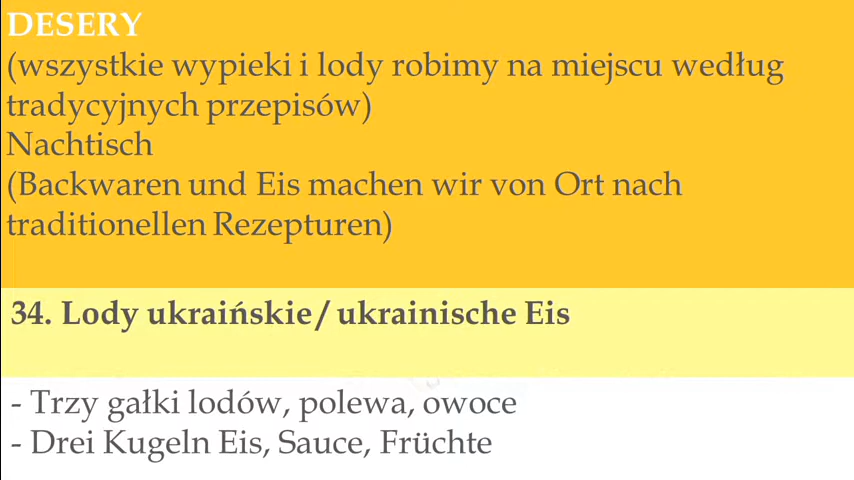 DESERY
(wszystkie wypieki i lody robimy na miejscu według
tradycyjnych przepisów)
Nachtisch
(Backwaren und Eis machen wir von Ort nach
traditionellen Rezepturen)
34. Lody ukraińskie/ ukrainische Eis
- Trzy gałki lodów, polewa, owoce
- Drei Kugeln Eis, Sauce, Früchte